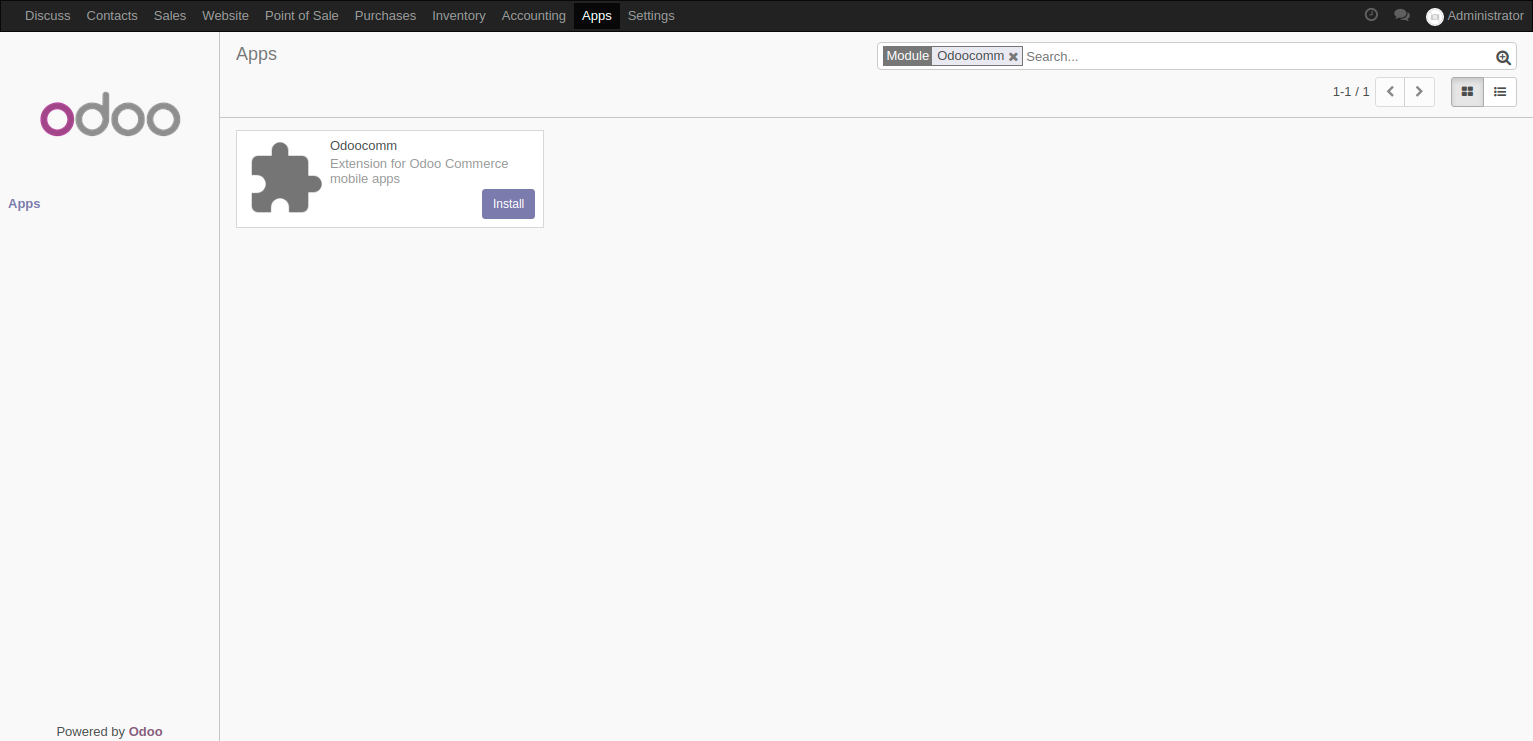 Discuss Contacts Sales Website Point of Sale Purchases Inventory Accounting Apps Settings Administrator
Apps
Module Odoocomm Search...
1-1 / 1
odoo
Apps
Odoocomm
Extension for Odoo Commerce
mobile apps
Install
Powered by Odoo